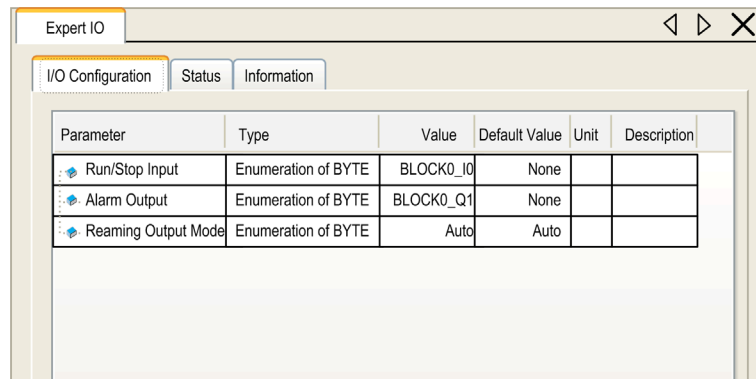 Expert IO
I/O Configuration Status Information
Parameter Type Value Default Value Unit Description
Run/Stop Input Enumeration of BYTE BLOCK0_I0 None
Alarm Output Enumeration of BYTE BLOCK0_Q1 None
Reaming Output Mode Enumeration of BYTE Auto Auto